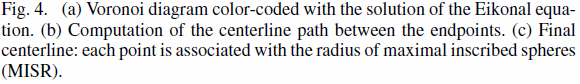 Fig. 4. (a) Voronoi diagram color-coded with the solution of the Eikonal equa-
tion. (b) Computation of the centerline path between the endpoints. (c) Final
centerline: each point is associated with the radius of maximal inscribed spheres
(MISR).